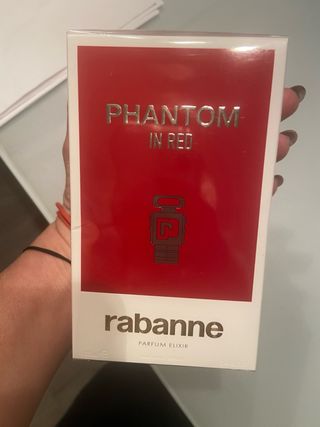 PHANTOM
IN RED
rabanne
PARFUM ELIXIR